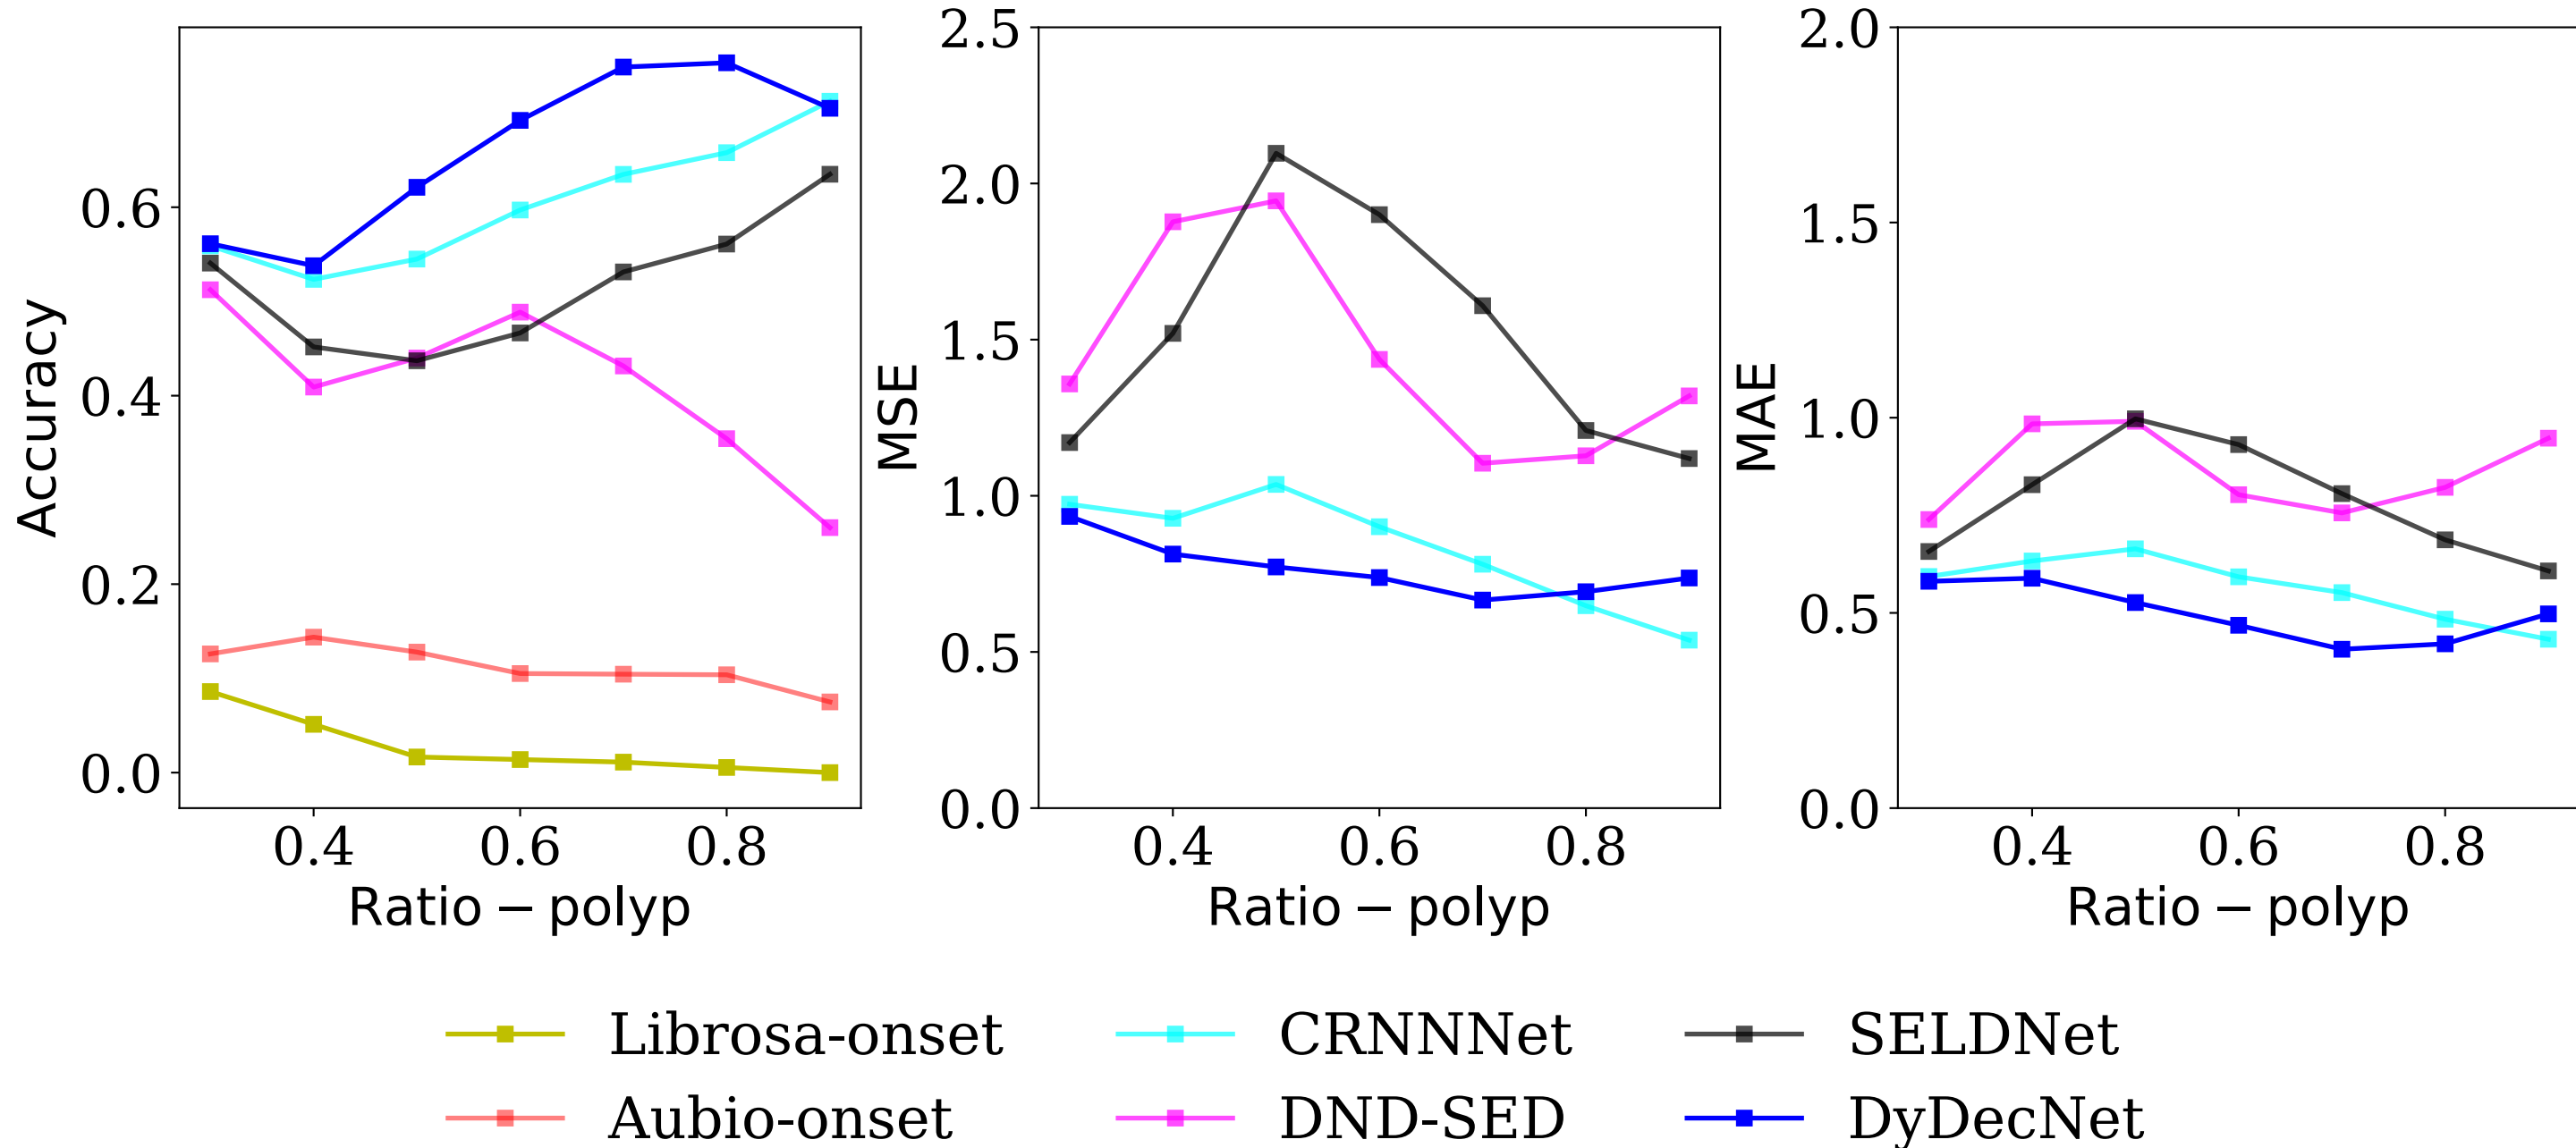 Accuracy
0.6
0.4
0.2
0.0
0.4 0.6 0.8
Ratio − polyp
MSE
2.5
2.0
1.5
1.0
0.5
0.0
0.4 0.6 0.8
Ratio − polyp
MAE
2.0
1.5
1.0
0.5
0.0
0.4 0.6 0.8
Ratio − polyp
Librosa-onset CRNNNet SELDNet
Aubio-onset DND-SED DyDecNet